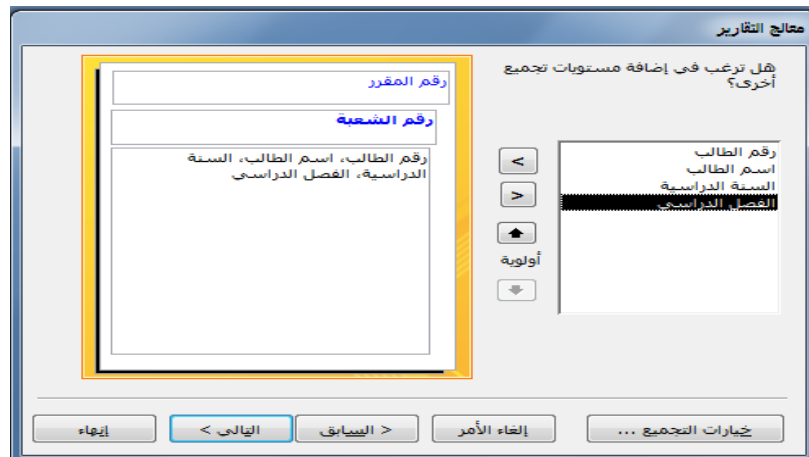 معالج التقارير
هل ترغب في إضافة مستويات تجميع
أخرى؟
رقم الطالب
اسم الطالب
السنة الدراسية
الفصل الدراسي
>
<
أولوية
رقم المقرر
رقم الشعبة
رقم الطالب، اسم الطالب، السنة
الدراسية، الفصل الدراسي
خيارات التجميع ...
إلغاء الأمر
< السابق
التالي >
إنهاء